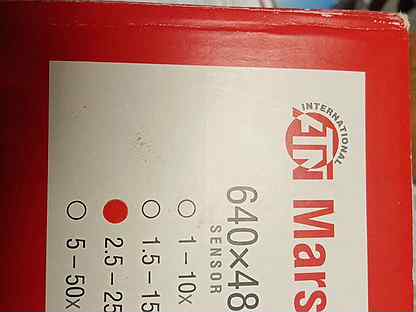 ATN
INTERNATIONAL
Mars
640×48
SENSOR
1 – 10x
1.5 – 15
2.5 – 25
5 – 50x